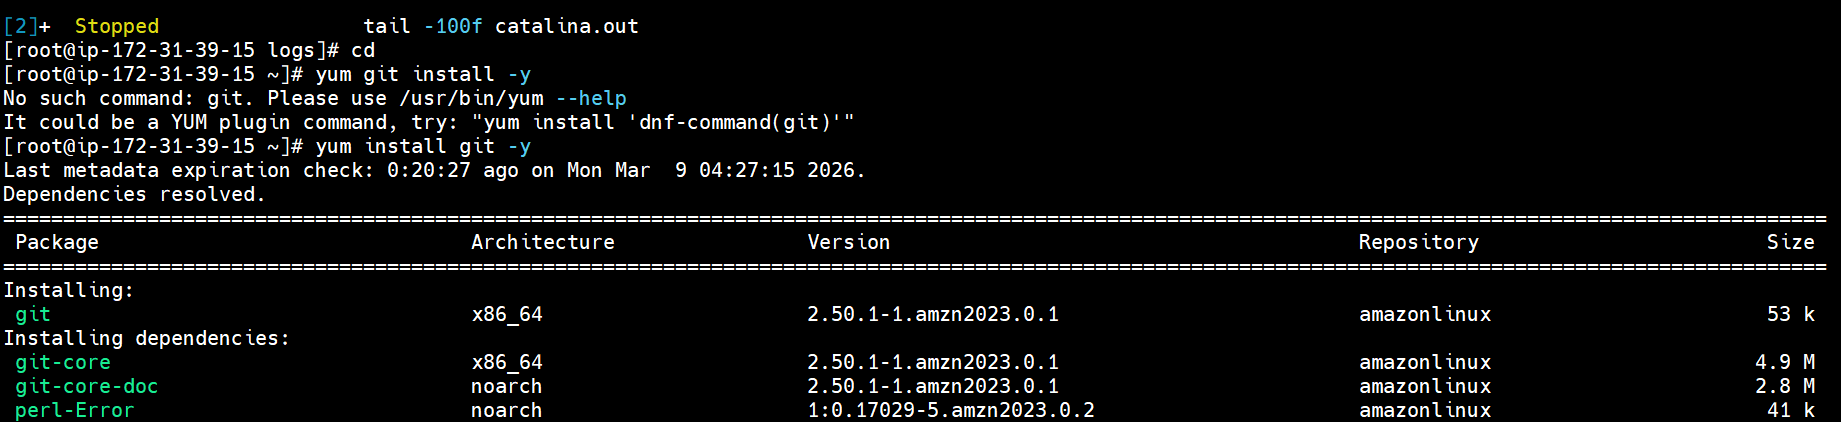 [2]+  Stopped                 tail -100f catalina.out
[root@ip-172-31-39-15 logs]# cd
[root@ip-172-31-39-15 ~]# yum git install -y
No such command: git. Please use /usr/bin/yum --help
It could be a YUM plugin command, try: "yum install 'dnf-command(git)'"
[root@ip-172-31-39-15 ~]# yum install git -y
Last metadata expiration check: 0:20:27 ago on Mon Mar  9 04:27:15 2026.
Dependencies resolved.
================================================================================
Package Architecture Version Repository Size
================================================================================
Installing:
git x86_64 2.50.1-1.amzn2023.0.1 amazonlinux 53 k
Installing dependencies:
git-core x86_64 2.50.1-1.amzn2023.0.1 amazonlinux 4.9 M
git-core-doc noarch 2.50.1-1.amzn2023.0.1 amazonlinux 2.8 M
perl-Error noarch 1:0.17029-5.amzn2023.0.2 amazonlinux 41 k